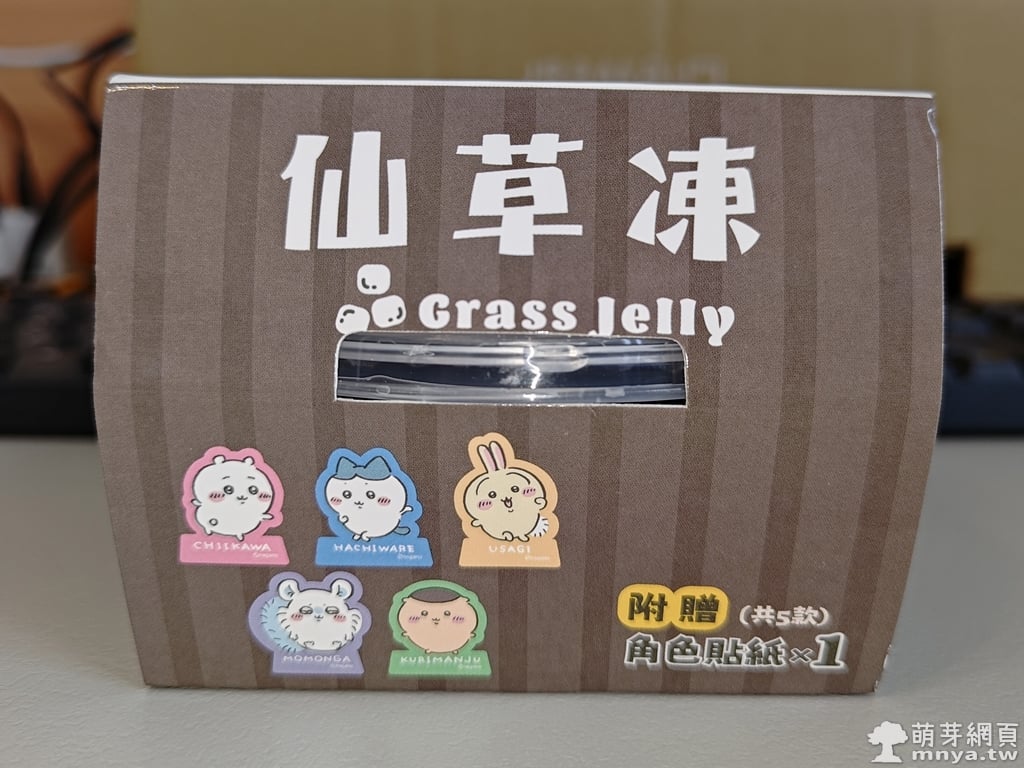 仙草凍
Grass Jelly
CHIIKAWA
HACHIWARE
USAGI
MOMONGA
KURIMANJU
附贈（共5款）
角色貼紙×1
萌芽網頁
mnya.tw